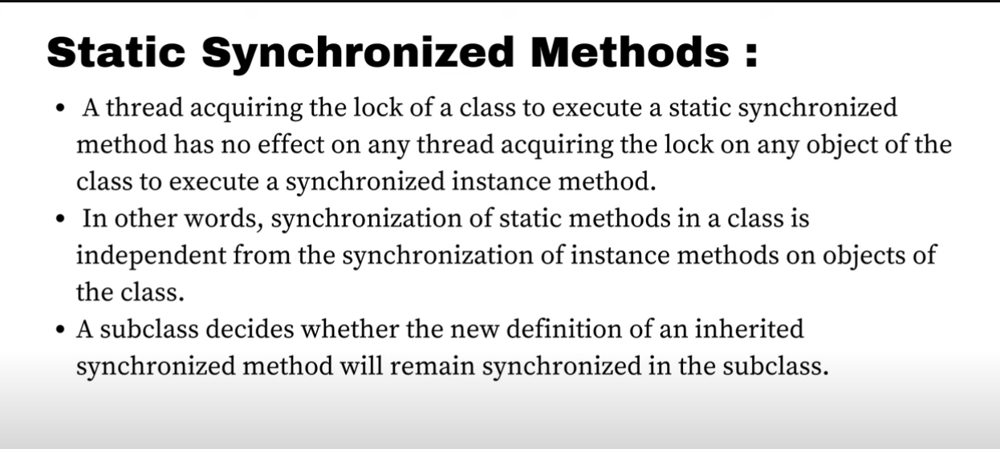 Static Synchronized Methods :
• A thread acquiring the lock of a class to execute a static synchronized
method has no effect on any thread acquiring the lock on any object of the
class to execute a synchronized instance method.
• In other words, synchronization of static methods in a class is
independent from the synchronization of instance methods on objects of
the class.
• A subclass decides whether the new definition of an inherited
synchronized method will remain synchronized in the subclass.